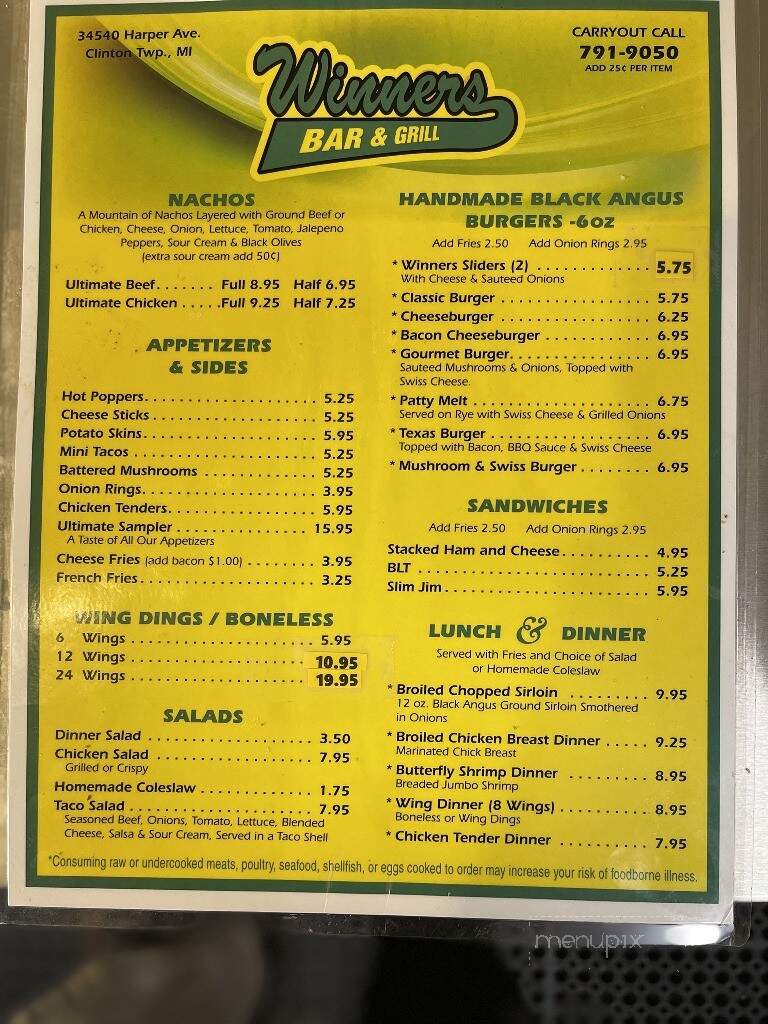 34540 Harper Ave.
Clinton Twp., MI
CARRYOUT CALL
791-9050
ADD 25¢ PER ITEM
Winners
BAR & GRILL
NACHOS
A Mountain of Nachos Layered with Ground Beef or
Chicken, Cheese, Onion, Lettuce, Tomato, Jalepeno
Peppers, Sour Cream & Black Olives
(extra sour cream add 50¢)
Ultimate Beef....... Full 8.95 Half 6.95
Ultimate Chicken .....Full 9.25 Half 7.25
APPETIZERS
& SIDES
Hot Poppers..................... 5.25
Cheese Sticks.................... 5.25
Potato Skins..................... 5.95
Mini Tacos ...................... 5.25
Battered Mushrooms ............. 5.25
Onion Rings..................... 3.95
Chicken Tenders.................. 5.95
Ultimate Sampler ................ 15.95
A Taste of All Our Appetizers
Cheese Fries (add bacon $1.00) ........ 3.95
French Fries...................... 3.25
WING DINGS / BONELESS
6 Wings ....................... 5.95
12 Wings ...................... 10.95
24 Wings ...................... 19.95
SALADS
Dinner Salad ..................... 3.50
Chicken Salad ................... 7.95
Grilled or Crispy
Homemade Coleslaw .............. 1.75
Taco Salad ...................... 7.95
Seasoned Beef, Onions, Tomato, Lettuce, Blended
Cheese, Salsa & Sour Cream, Served in a Taco Shell
HANDMADE BLACK ANGUS
BURGERS -6oz
Add Fries 2.50 Add Onion Rings 2.95
* Winners Sliders (2) ............. 5.75
With Cheese & Sauteed Onions
* Classic Burger ................. 5.75
* Cheeseburger ................. 6.25
* Bacon Cheeseburger ............ 6.95
* Gourmet Burger................ 6.95
Sauteed Mushrooms & Onions, Topped with
Swiss Cheese.
* Patty Melt .................... 6.75
Served on Rye with Swiss Cheese & Grilled Onions
* Texas Burger .................. 6.95
Topped with Bacon, BBQ Sauce & Swiss Cheese
* Mushroom & Swiss Burger........ 6.95
SANDWICHES
Add Fries 2.50 Add Onion Rings 2.95
Stacked Ham and Cheese.......... 4.95
BLT ........................... 5.25
Slim Jim........................ 5.95
LUNCH & DINNER
Served with Fries and Choice of Salad
or Homemade Coleslaw
* Broiled Chopped Sirloin ......... 9.95
12 oz. Black Angus Ground Sirloin Smothered
in Onions
* Broiled Chicken Breast Dinner ..... 9.25
Marinated Chick Breast
* Butterfly Shrimp Dinner ......... 8.95
Breaded Jumbo Shrimp
* Wing Dinner (8 Wings).......... 8.95
Boneless or Wing Dings
* Chicken Tender Dinner .......... 7.95
*Consuming raw or undercooked meats, poultry, seafood, shellfish, or eggs cooked to order may increase your risk of foodborne illness.
menupix